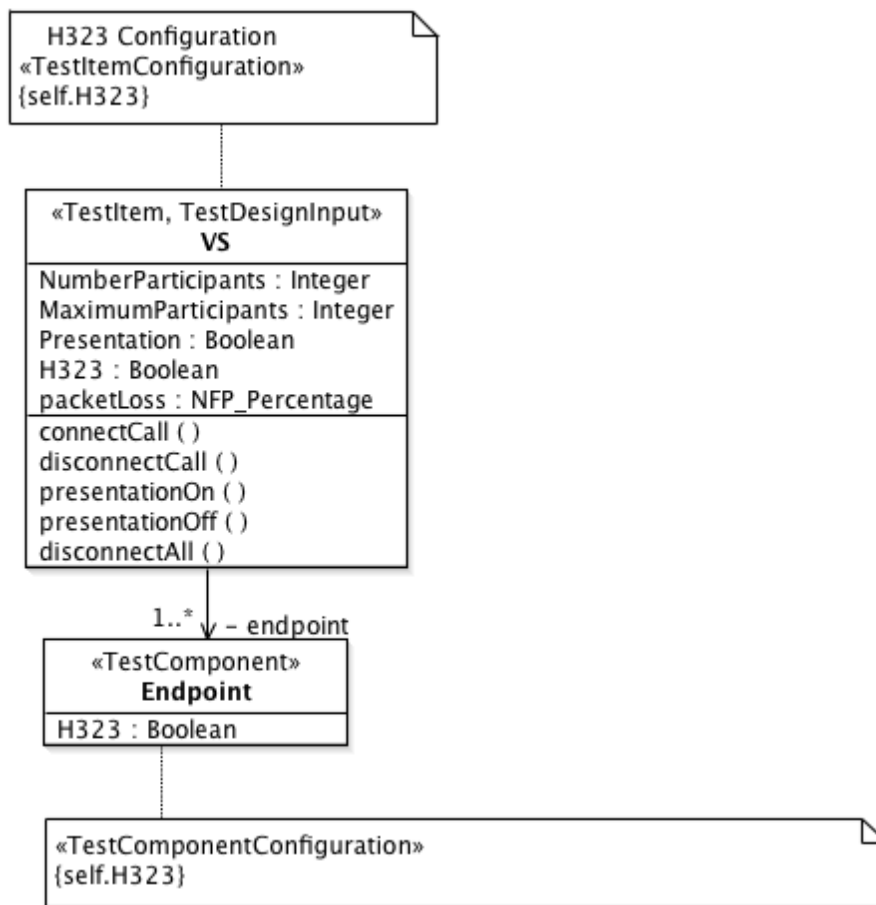 H323 Configuration
«TestItemConfiguration»
{self.H323}
«TestItem, TestDesignInput»
VS
NumberParticipants : Integer
MaximumParticipants : Integer
Presentation : Boolean
H323 : Boolean
packetLoss : NFP_Percentage
connectCall ( )
disconnectCall ( )
presentationOn ( )
presentationOff ( )
disconnectAll ( )
1..* – endpoint
«TestComponent»
Endpoint
H323 : Boolean
«TestComponentConfiguration»
{self.H323}